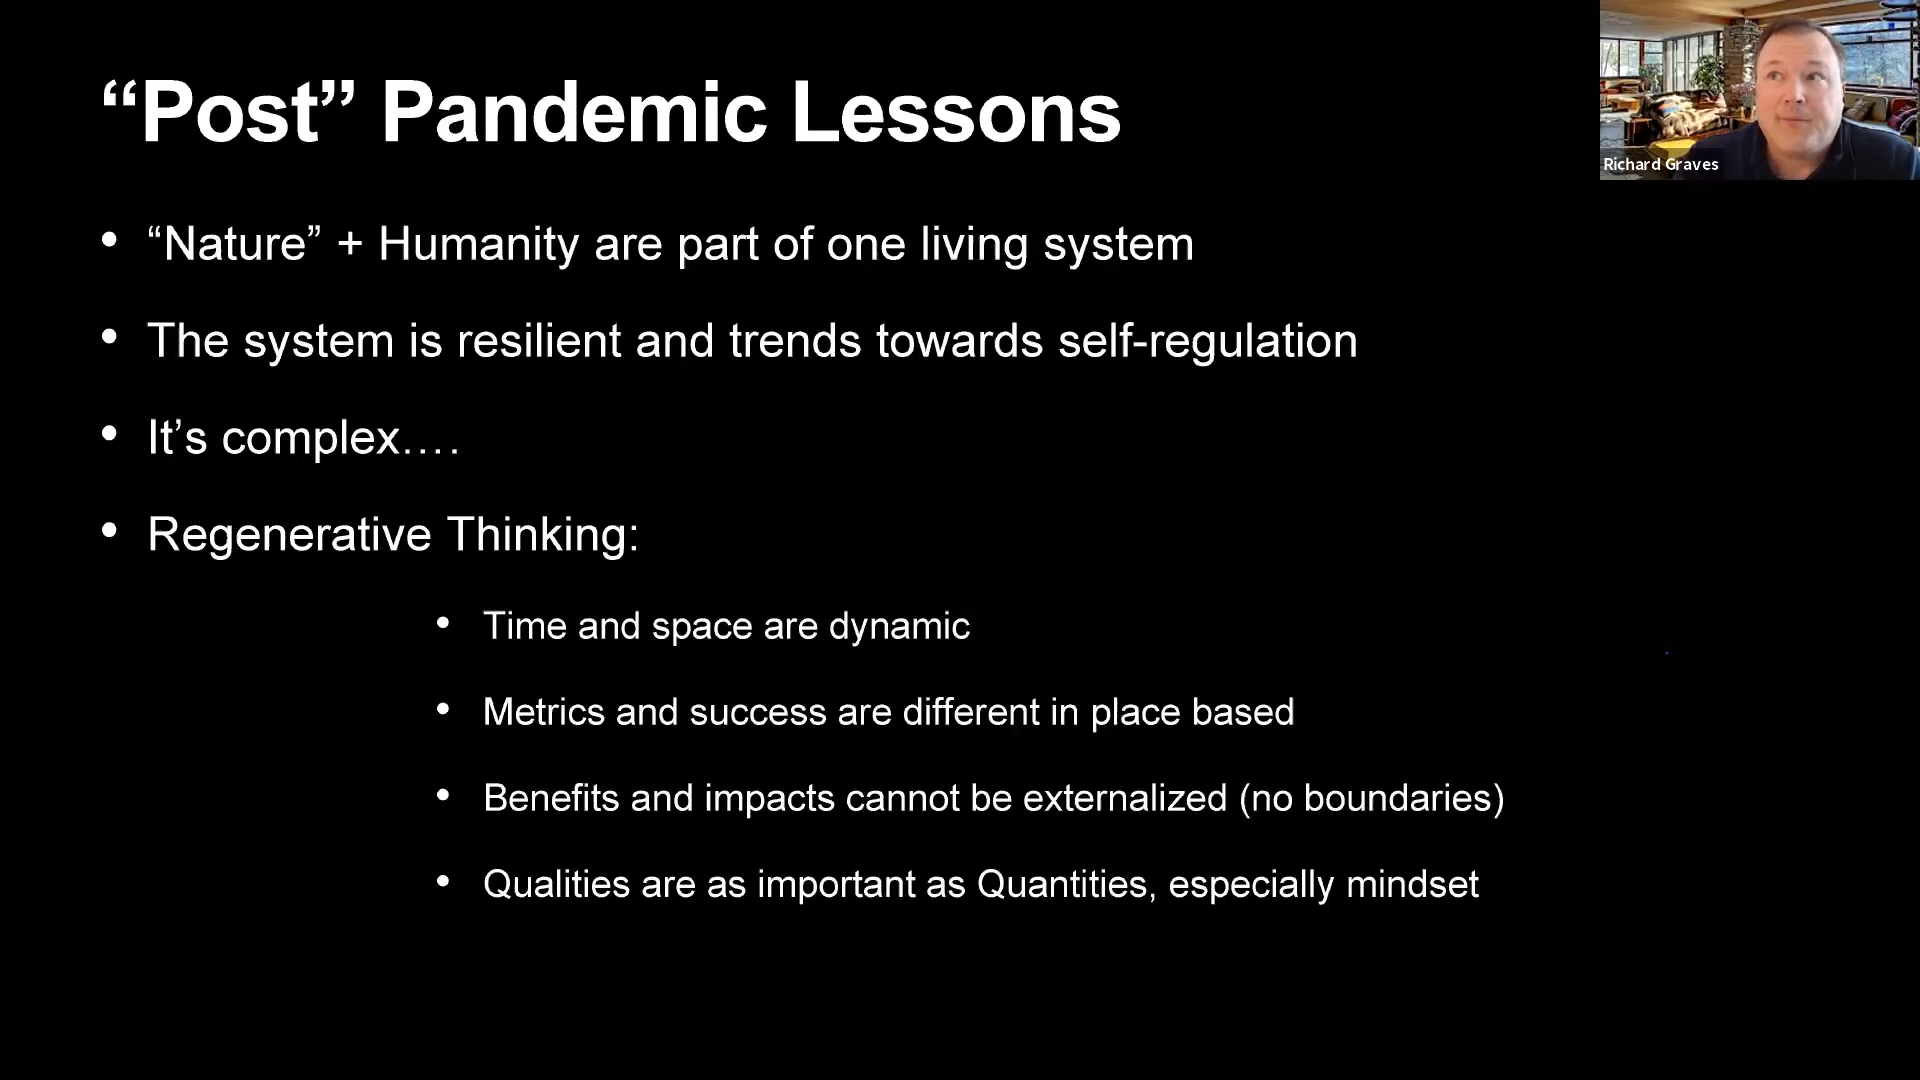 “Post” Pandemic Lessons
Richard Graves
• “Nature” + Humanity are part of one living system
• The system is resilient and trends towards self-regulation
• It’s complex….
• Regenerative Thinking:
• Time and space are dynamic
• Metrics and success are different in place based
• Benefits and impacts cannot be externalized (no boundaries)
• Qualities are as important as Quantities, especially mindset